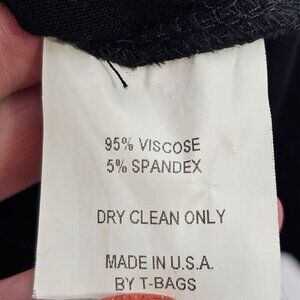 95% VISCOSE
5% SPANDEX
DRY CLEAN ONLY
MADE IN U.S.A.
BY T-BAGS